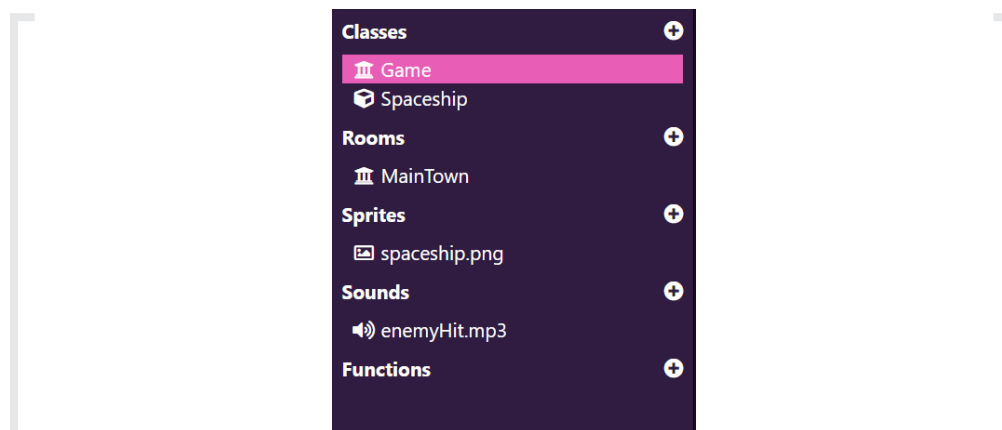 Classes
Game
Spaceship
Rooms
MainTown
Sprites
spaceship.png
Sounds
enemyHit.mp3
Functions